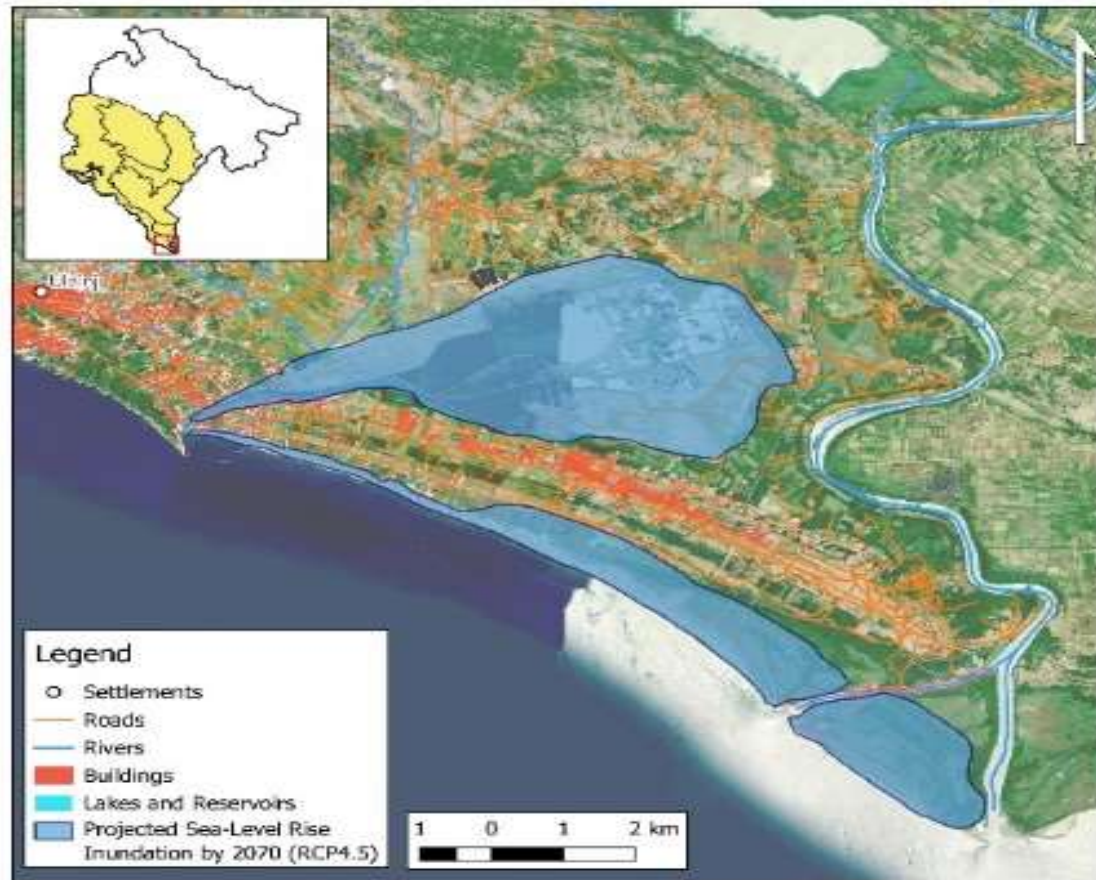 Legend
Settlements
Roads
Rivers
Buildings
Lakes and Reservoirs
Projected Sea-Level Rise
Inundation by 2070 (RCP4.5)
1 0 1 2 km